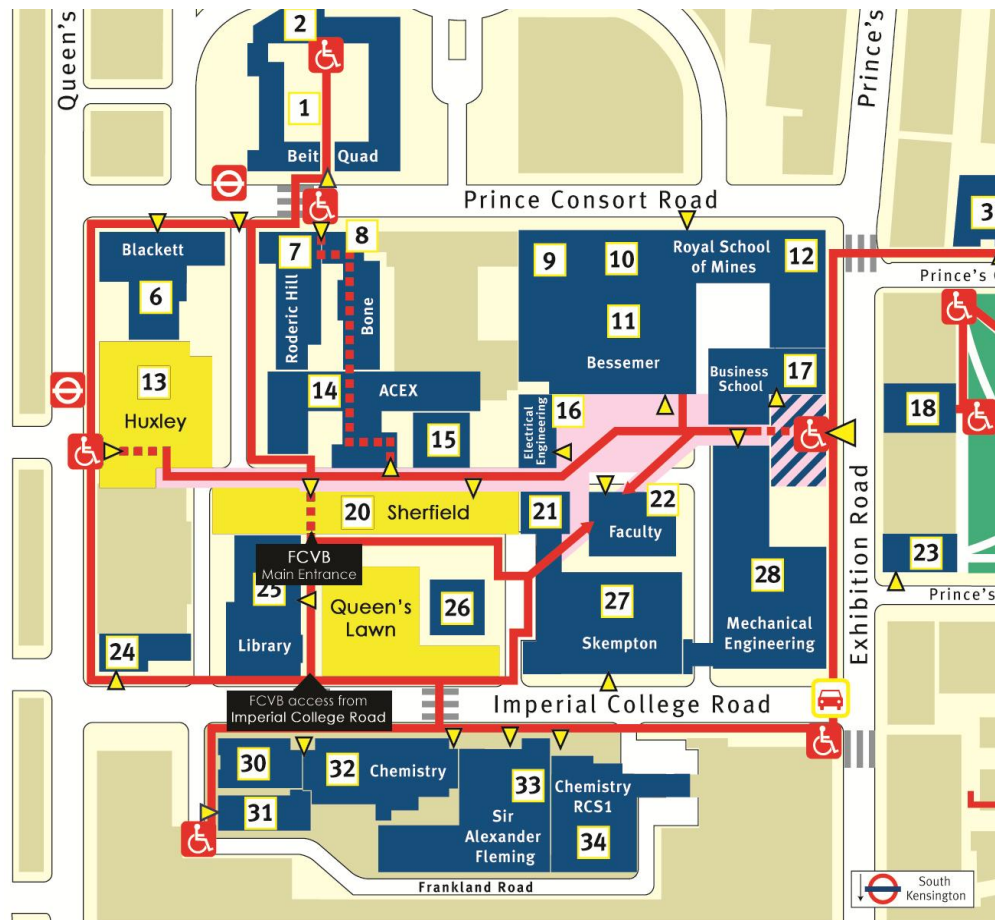 Queen's
2
1
Beit Quad
Prince's
Prince Consort Road
3
Blackett
6
7
8
Roderic Hill
Bone
9
10
Royal School
of Mines
12
11
Bessemer
Prince's
13
Huxley
14
ACEX
15
Electrical
Engineering
16
Business
School
17
18
20
Sherfield
21
22
Faculty
23
Prince's
FCVB
Main Entrance
25
Library
Queen's
Lawn
26
27
Skempton
28
Mechanical
Engineering
Exhibition Road
24
FCVB access from
Imperial College Road
Imperial College Road
30
31
32
Chemistry
33
Sir
Alexander
Fleming
Chemistry
RCS1
34
Frankland Road
South
Kensington